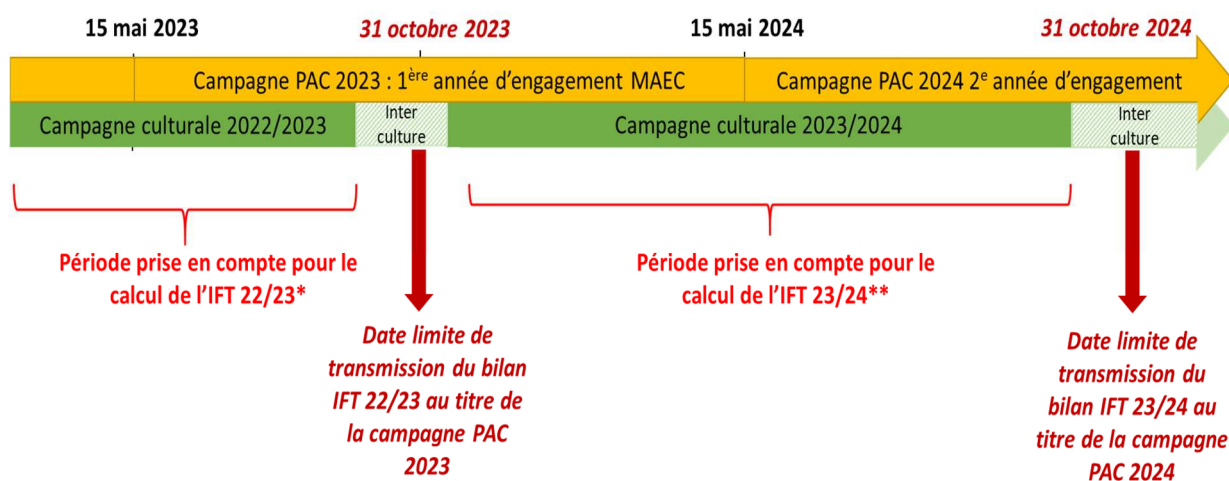 15 mai 2023
31 octobre 2023
15 mai 2024
31 octobre 2024
Campagne PAC 2023 : 1ère année d'engagement MAEC
Campagne PAC 2024 2e année d'engagement
Campagne culturale 2022/2023
Inter
culture
Campagne culturale 2023/2024
Inter
culture
Période prise en compte pour le
calcul de l'IFT 22/23*
Période prise en compte pour le
calcul de l'IFT 23/24**
Date limite de
transmission du bilan
IFT 22/23 au titre de
la campagne PAC
2023
Date limite de
transmission du
bilan IFT 23/24 au
titre de la campagne
PAC 2024